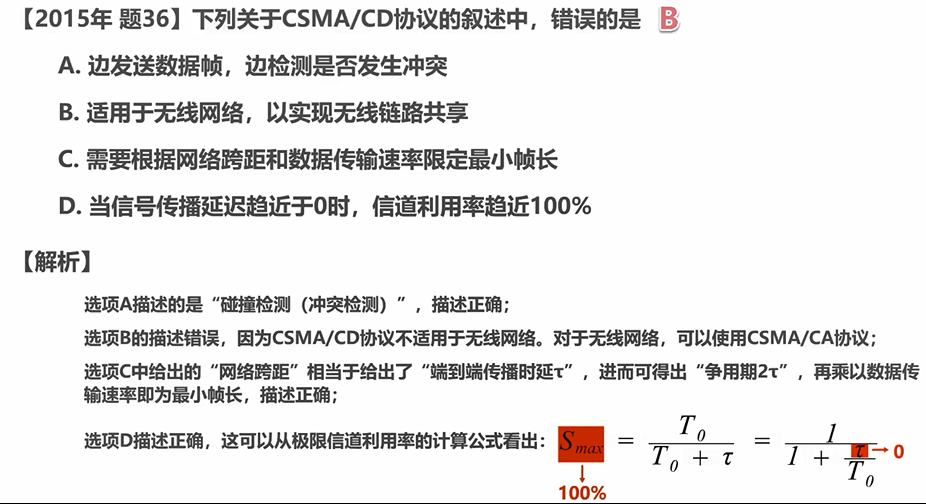 【2015年 题36】下列关于CSMA/CD协议的叙述中，错误的是 B
A. 边发送数据帧，边检测是否发生冲突
B. 适用于无线网络，以实现无线链路共享
C. 需要根据网络跨距和数据传输速率限定最小帧长
D. 当信号传播延迟趋近于0时，信道利用率趋近100%
【解析】
选项A描述的是“碰撞检测（冲突检测）”，描述正确；
选项B的描述错误，因为CSMA/CD协议不适用于无线网络。对于无线网络，可以使用CSMA/CA协议；
选项C中给出的“网络跨距”相当于给出了“端到端传播时延τ”，进而可得出“争用期2τ”，再乘以数据传
输速率即为最小帧长，描述正确；
选项D描述正确，这可以从极限信道利用率的计算公式看出： Smax = T0 / (T0 + τ) = 1 / (1 + τ/T0) → 0
100%